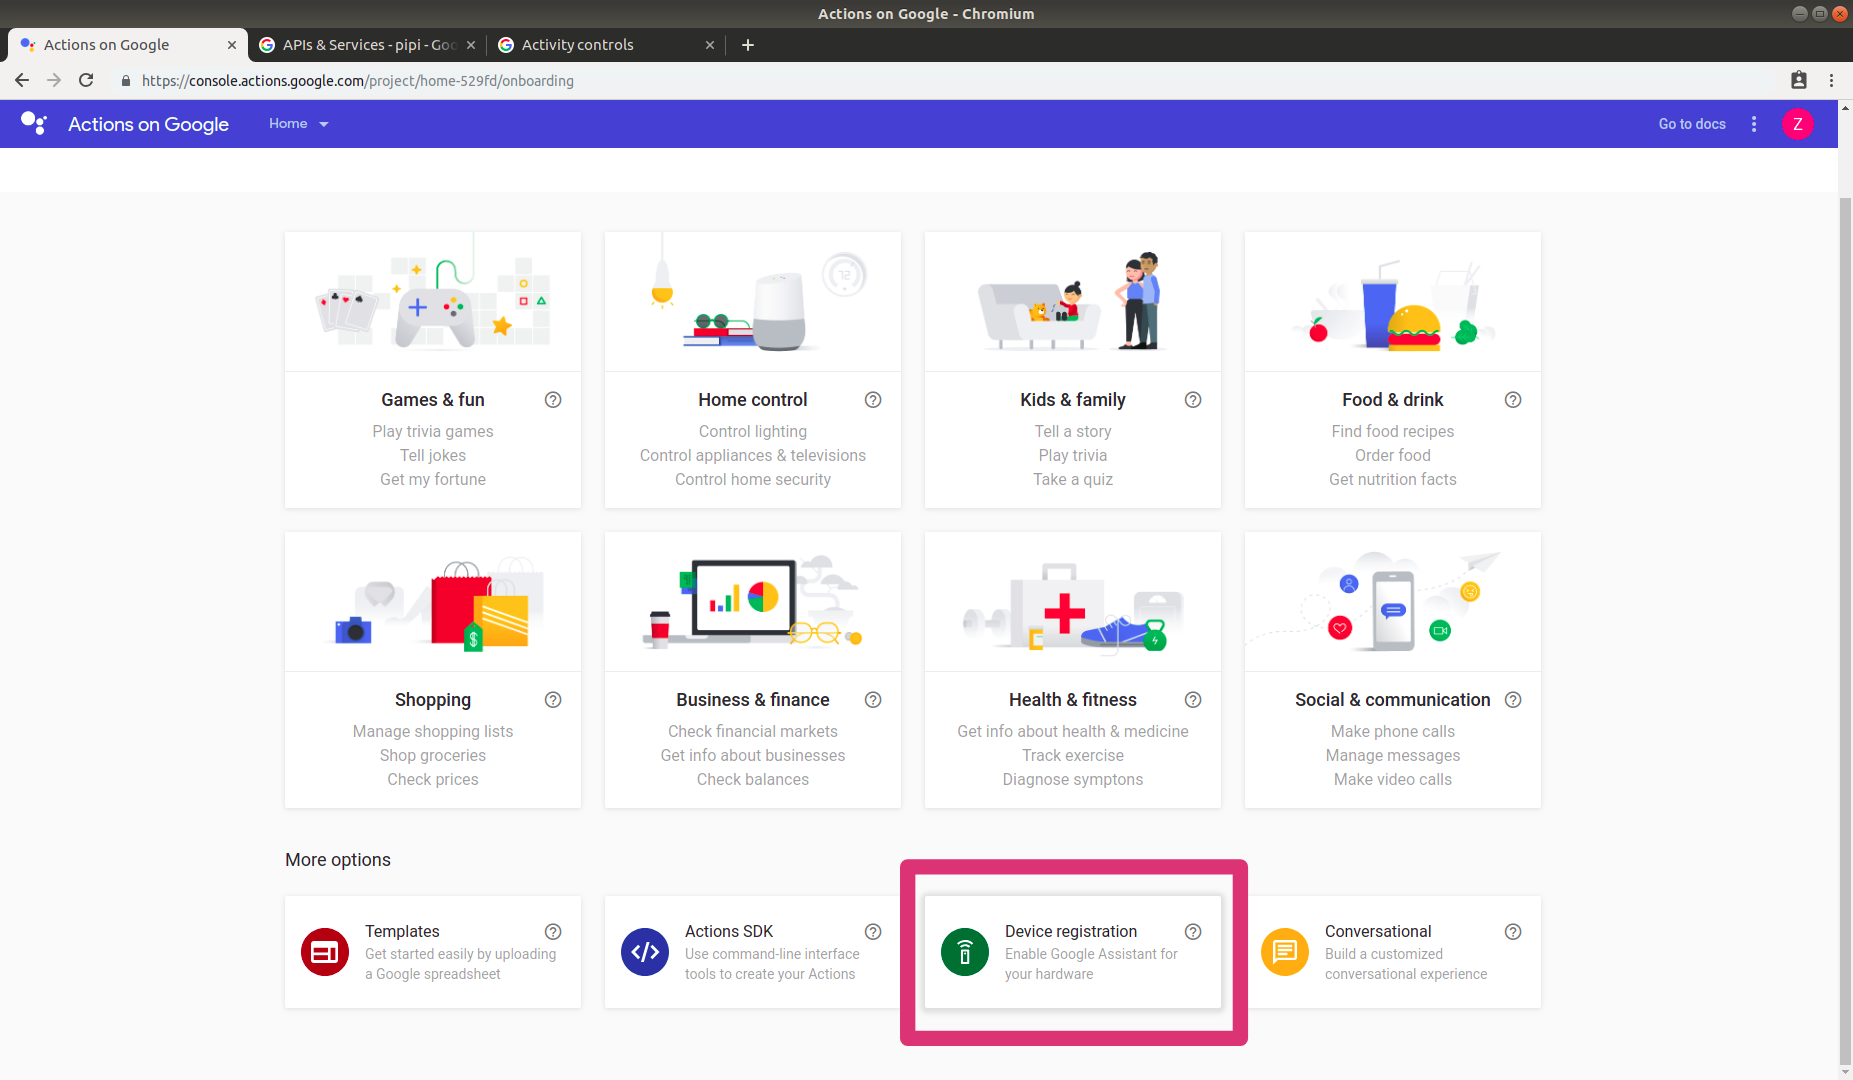 Actions on Google - Chromium
Actions on Google
APIs & Services - pipi - Goo
Activity controls
https://console.actions.google.com/project/home-529fd/onboarding
Actions on Google
Home
Go to docs
Z
72
Games & fun
Play trivia games
Tell jokes
Get my fortune
Home control
Control lighting
Control appliances & televisions
Control home security
Kids & family
Tell a story
Play trivia
Take a quiz
Food & drink
Find food recipes
Order food
Get nutrition facts
$
Shopping
Manage shopping lists
Shop groceries
Check prices
Business & finance
Check financial markets
Get info about businesses
Check balances
Health & fitness
Get info about health & medicine
Track exercise
Diagnose symptons
Social & communication
Make phone calls
Manage messages
Make video calls
More options
Templates
Get started easily by uploading
a Google spreadsheet
Actions SDK
Use command-line interface
tools to create your Actions
Device registration
Enable Google Assistant for
your hardware
Conversational
Build a customized
conversational experience